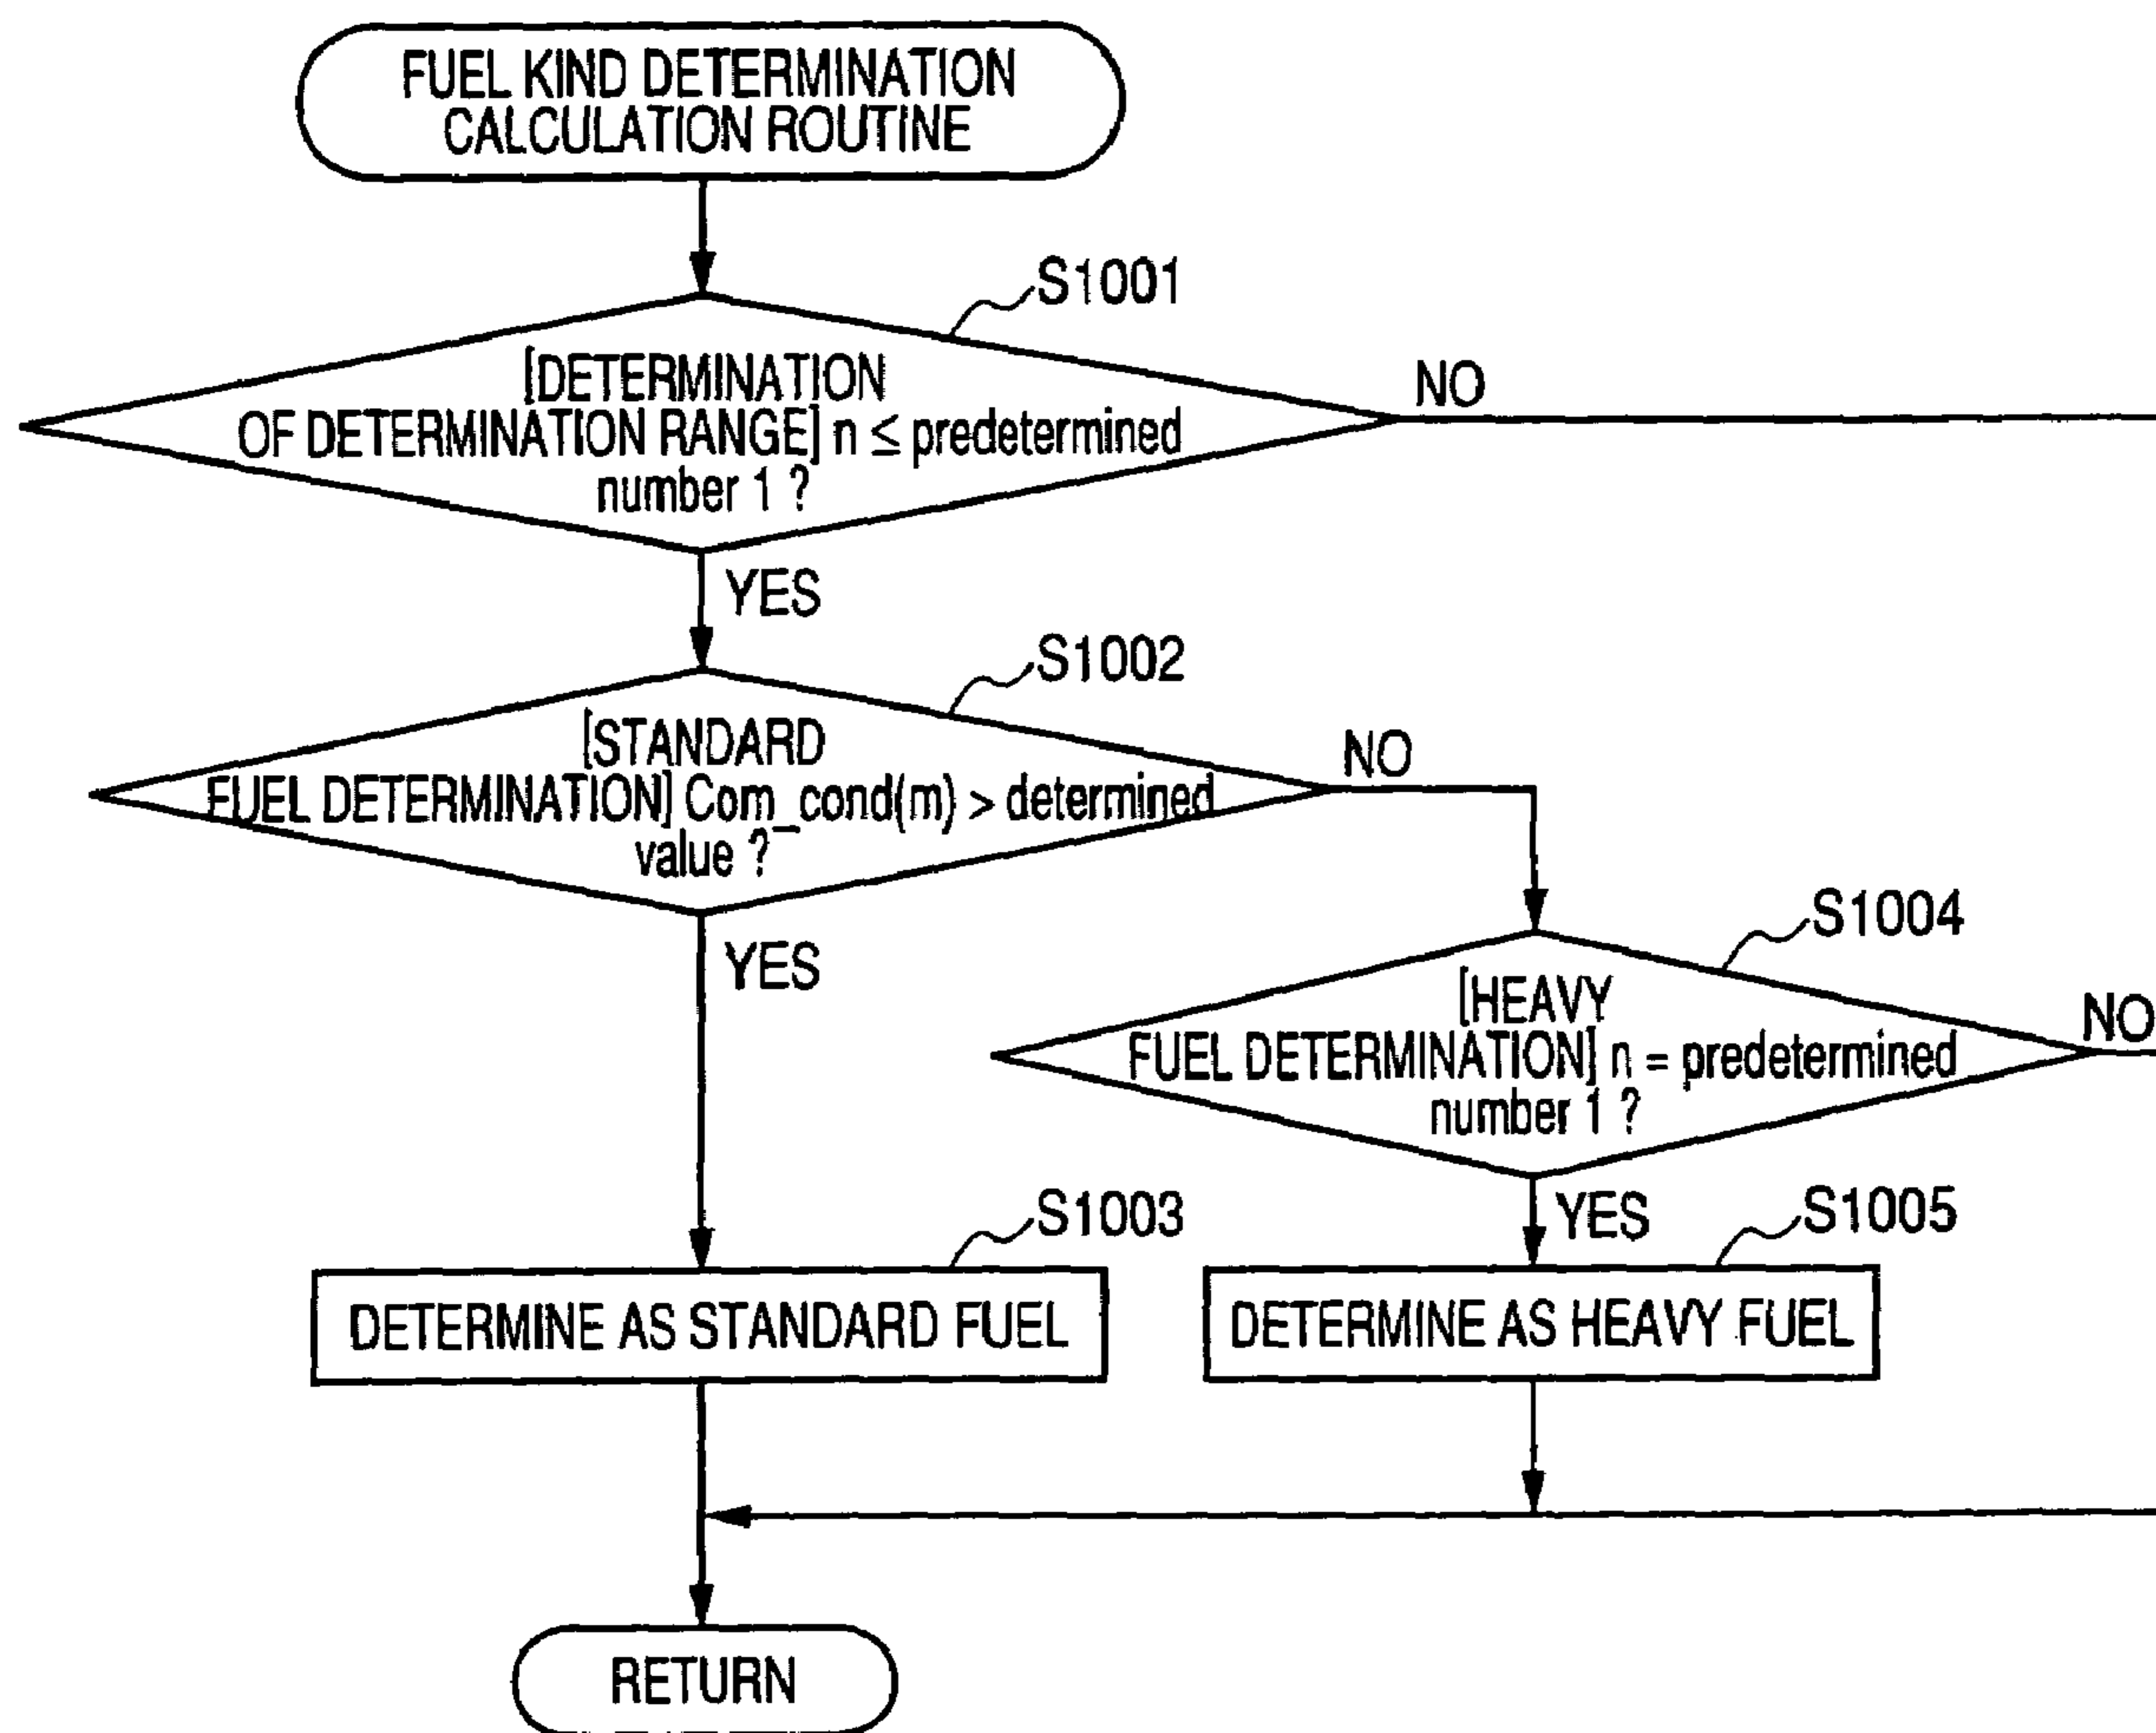 FUEL KIND DETERMINATION
CALCULATION ROUTINE
S1001
[DETERMINATION
OF DETERMINATION RANGE] n ≤ predetermined
number 1 ?
NO
YES
S1002
[STANDARD
FUEL DETERMINATION] Com_cond(m) > determined
value ?
NO
YES
S1004
[HEAVY
FUEL DETERMINATION] n = predetermined
number 1 ?
NO
YES
S1003
S1005
DETERMINE AS STANDARD FUEL
DETERMINE AS HEAVY FUEL
RETURN